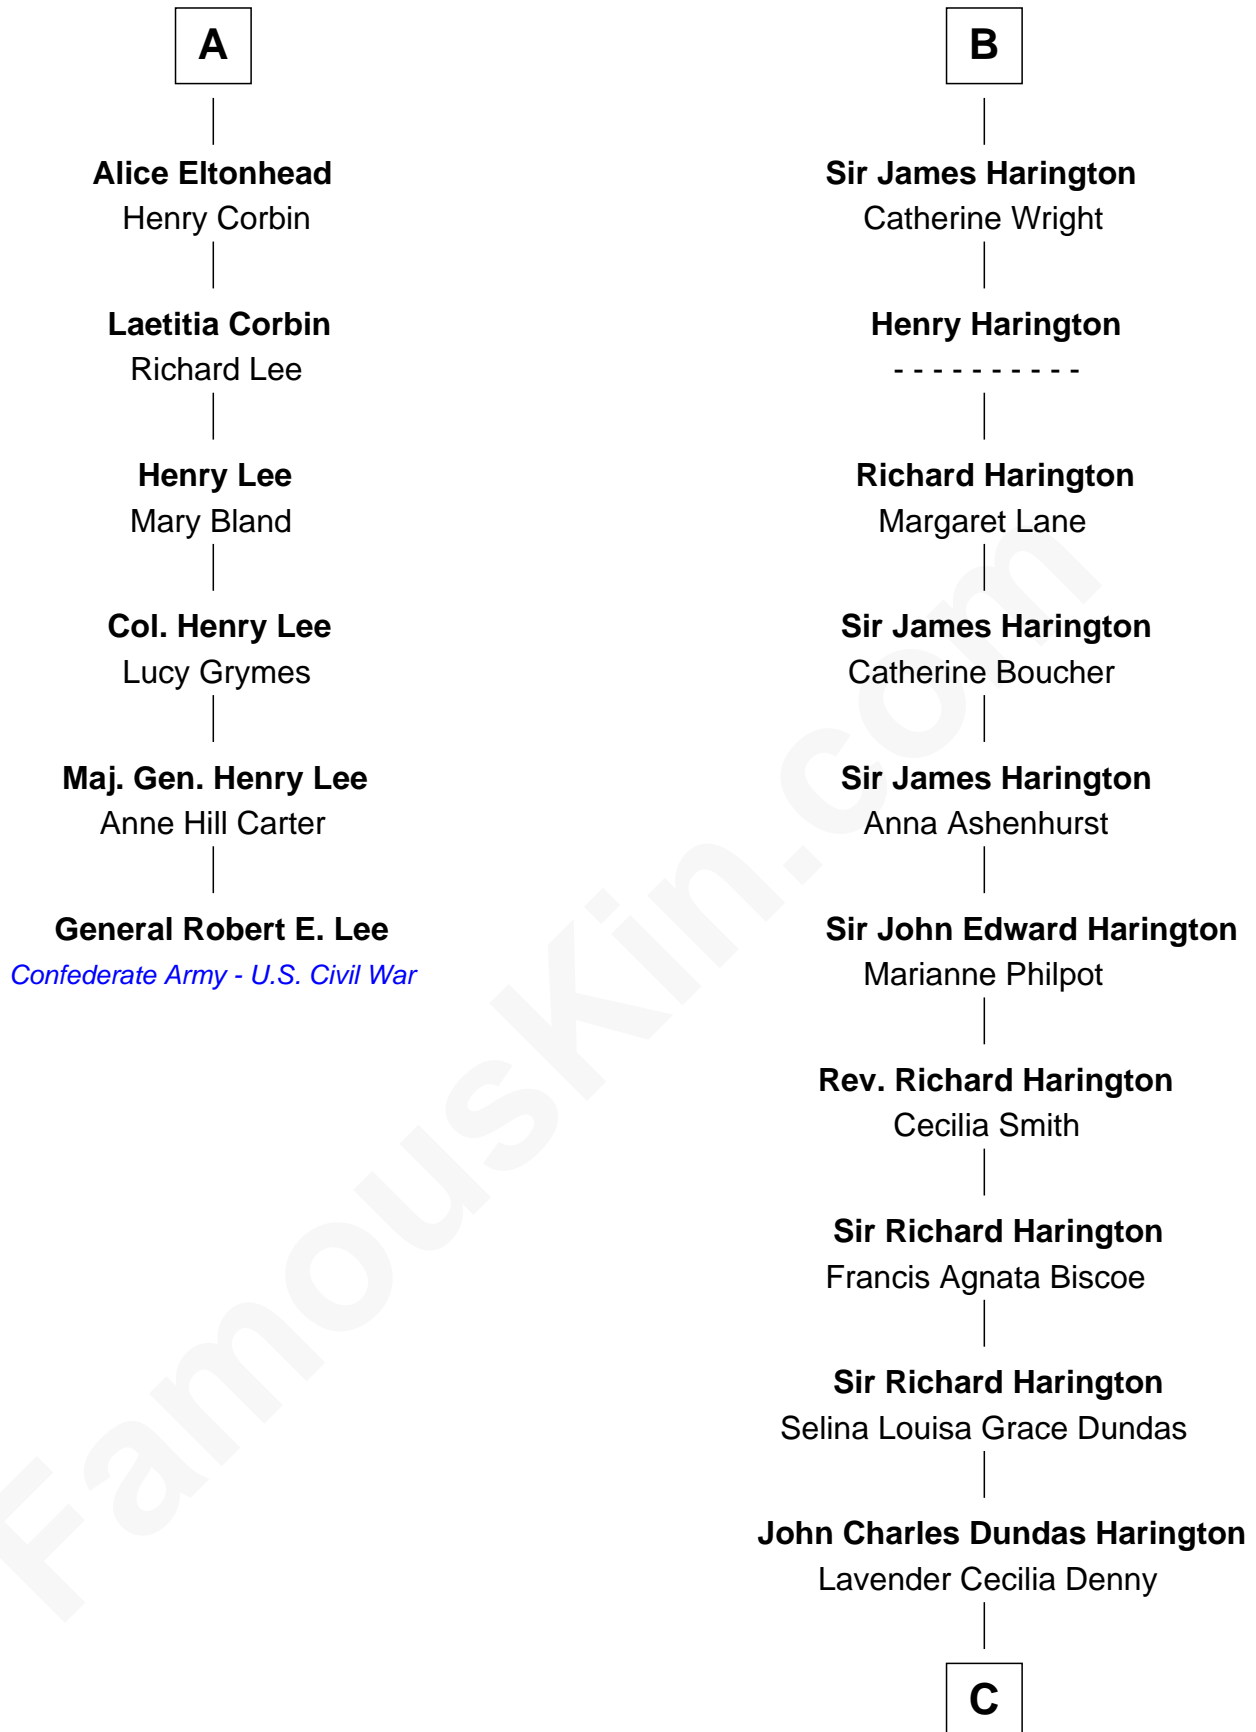 A
Alice Eltonhead
Henry Corbin
Laetitia Corbin
Richard Lee
Henry Lee
Mary Bland
Col. Henry Lee
Lucy Grymes
Maj. Gen. Henry Lee
Anne Hill Carter
General Robert E. Lee
Confederate Army - U.S. Civil War
B
Sir James Harington
Catherine Wright
Henry Harington
- - - - - - - - - -
Richard Harington
Margaret Lane
Sir James Harington
Catherine Boucher
Sir James Harington
Anna Ashenhurst
Sir John Edward Harington
Marianne Philpot
Rev. Richard Harington
Cecilia Smith
Sir Richard Harington
Francis Agnata Biscoe
Sir Richard Harington
Selina Louisa Grace Dundas
John Charles Dundas Harington
Lavender Cecilia Denny
C
FamousKin.com